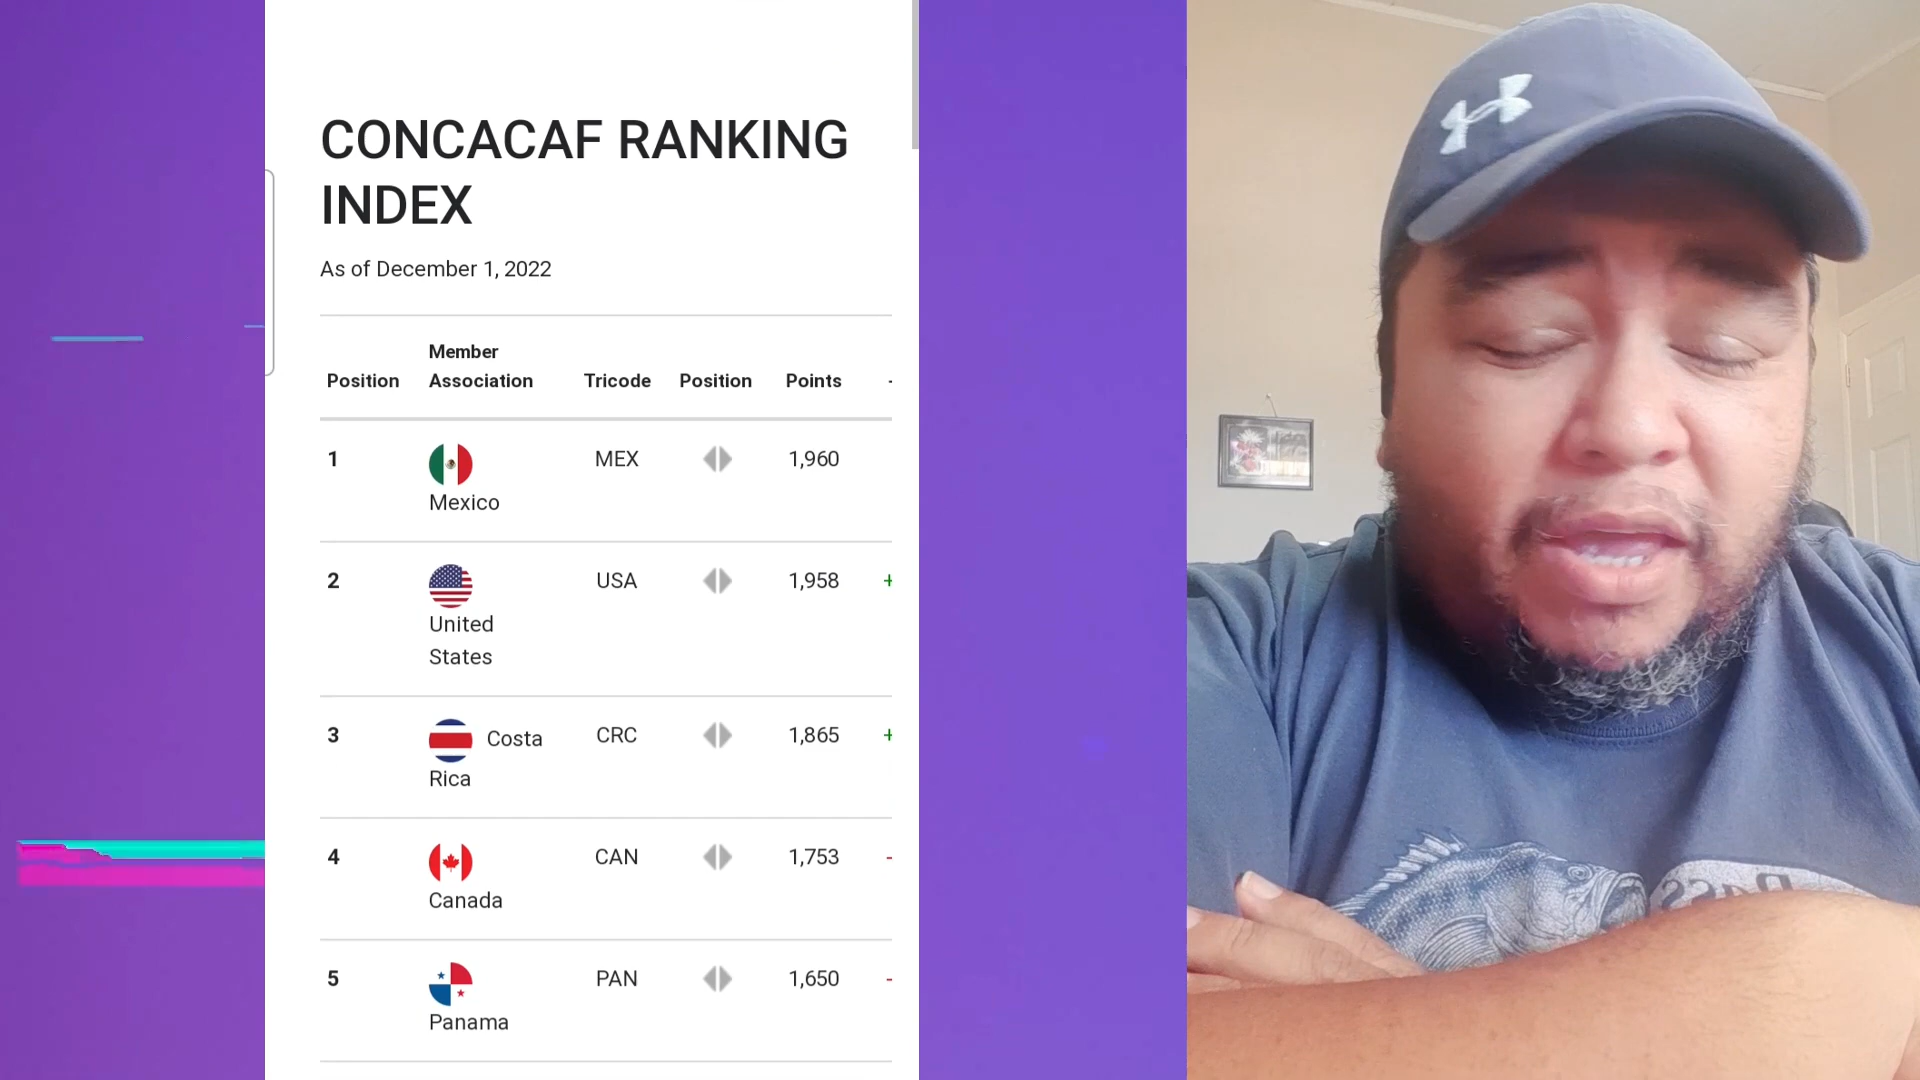 CONCACAF RANKING
INDEX
As of December 1, 2022
Position Member Association Tricode Position Points -
1 Mexico MEX 1,960
2 United States USA 1,958 +
3 Costa Rica CRC 1,865 +
4 Canada CAN 1,753 -
5 Panama PAN 1,650 -
Bass